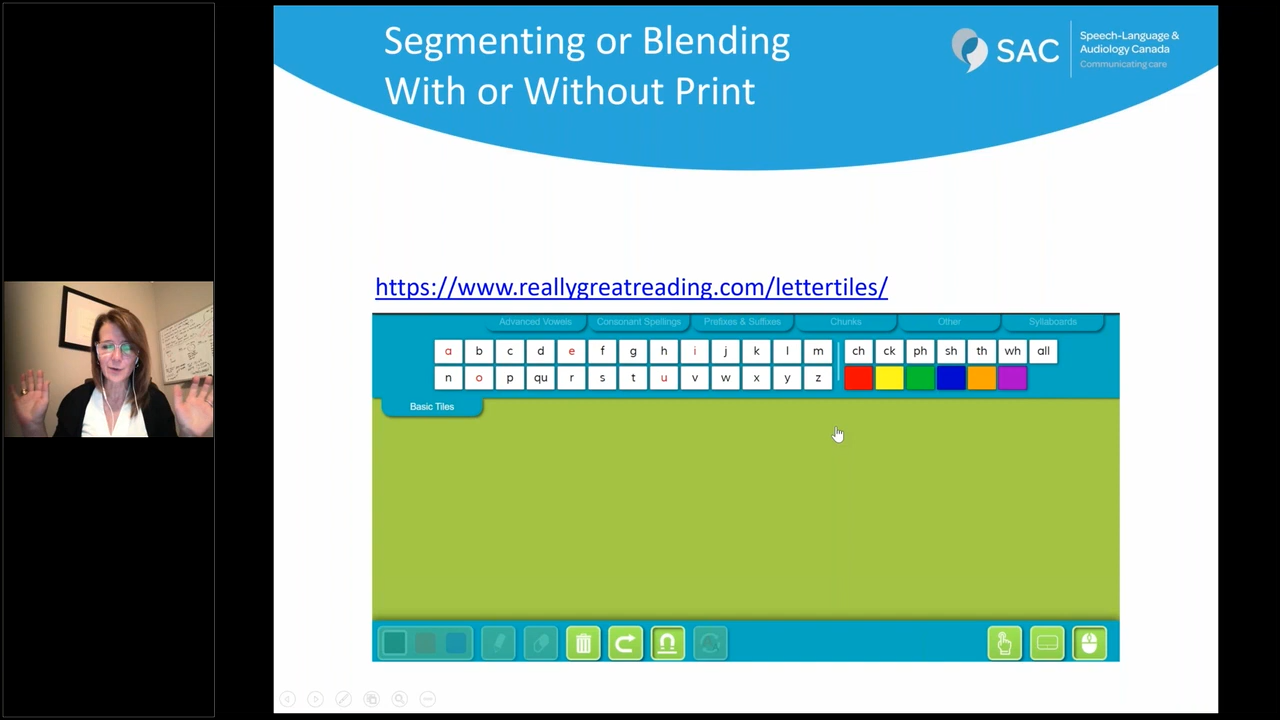 Segmenting or Blending
With or Without Print
SAC
Speech-Language &
Audiology Canada
Communicating care
https://www.reallygreatreading.com/lettertiles/
Advanced Vowels Consonant Spellings Prefixes & Suffixes Chunks Other Syllaboards
a b c d e f g h i j k l m ch ck ph sh th wh all
n o p qu r s t u v w x y z
Basic Tiles